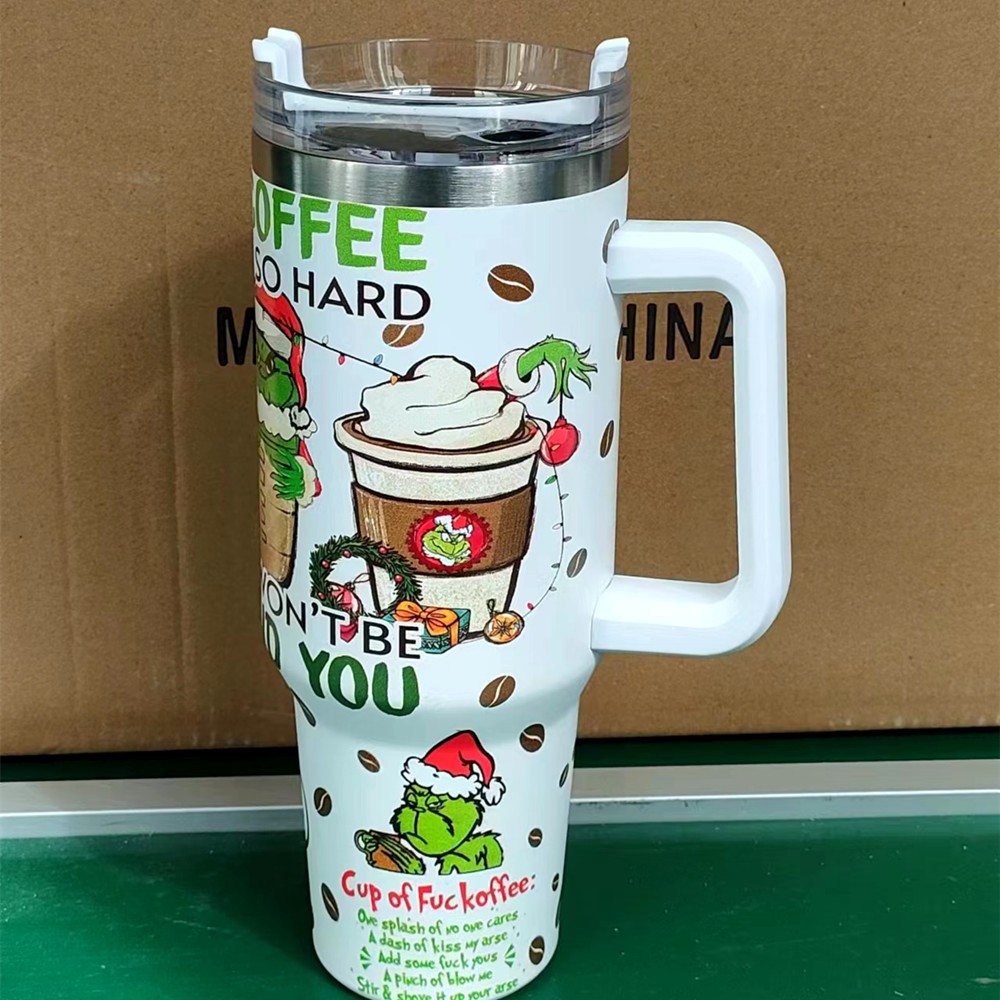 OFFEE
SO HARD
M HINA
WON'T BE
D YOU
Cup of Fuckoffee:
One splash of no one cares
A dash of kiss my arse
Add some fuck yous
A pinch of blow me
Stir & shove it up your arse